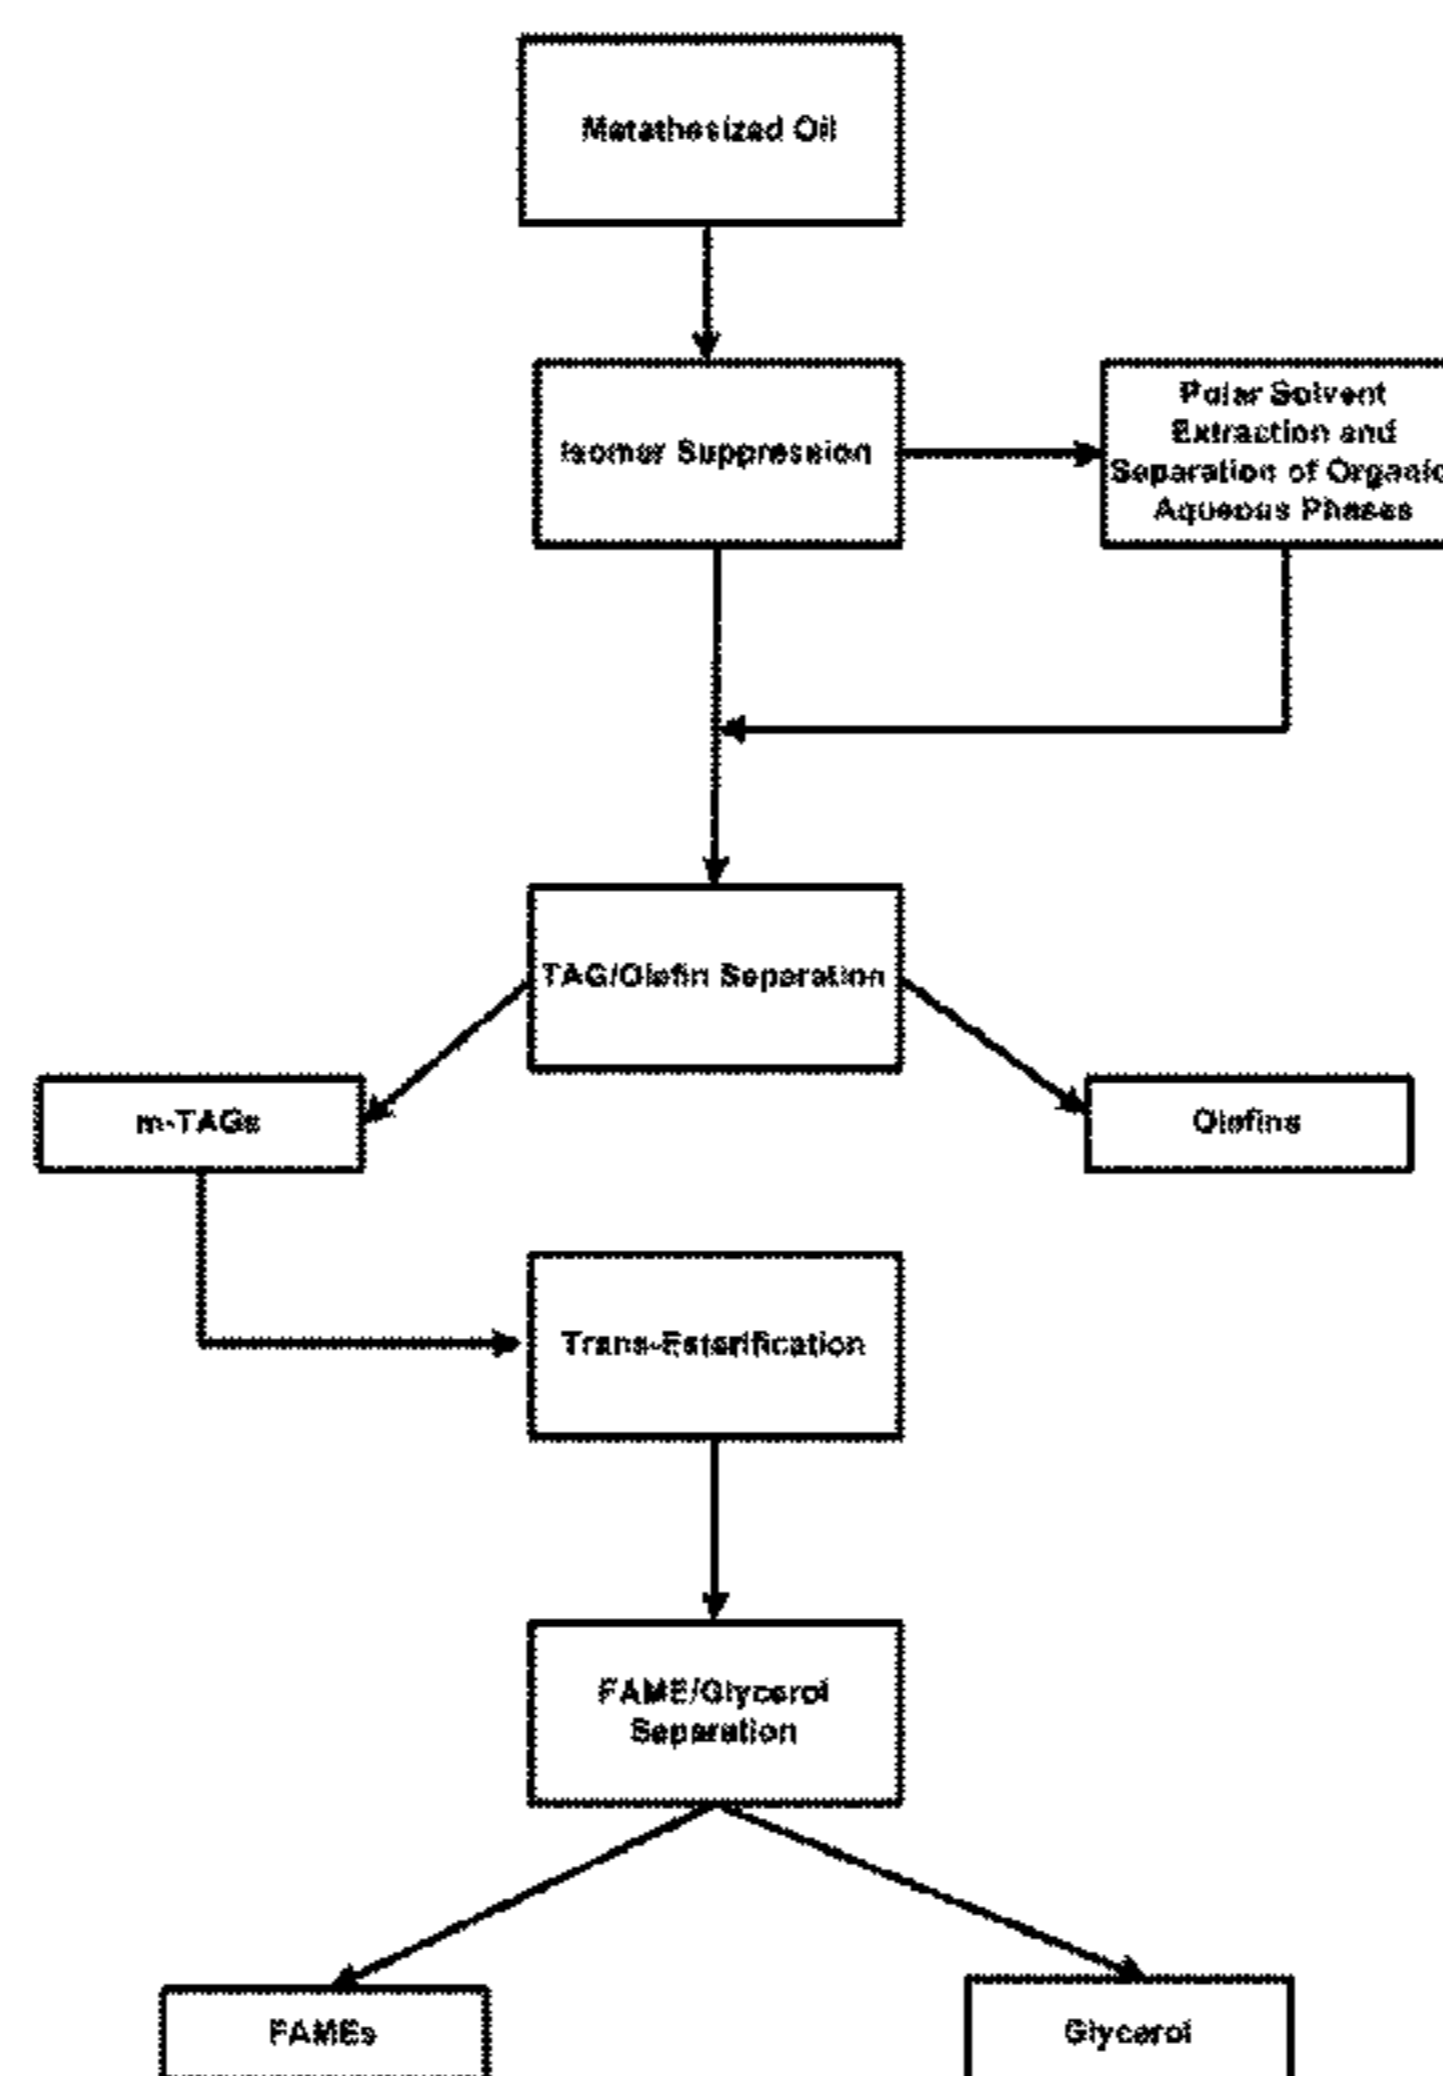 Metathesized Oil
Isomer Suppression
Polar Solvent
Extraction and
Separation of Organic
Aqueous Phases
TAG/Olefin Separation
m-TAGs
Olefins
Trans-Esterification
FAME/Glycerol
Separation
FAMEs
Glycerol